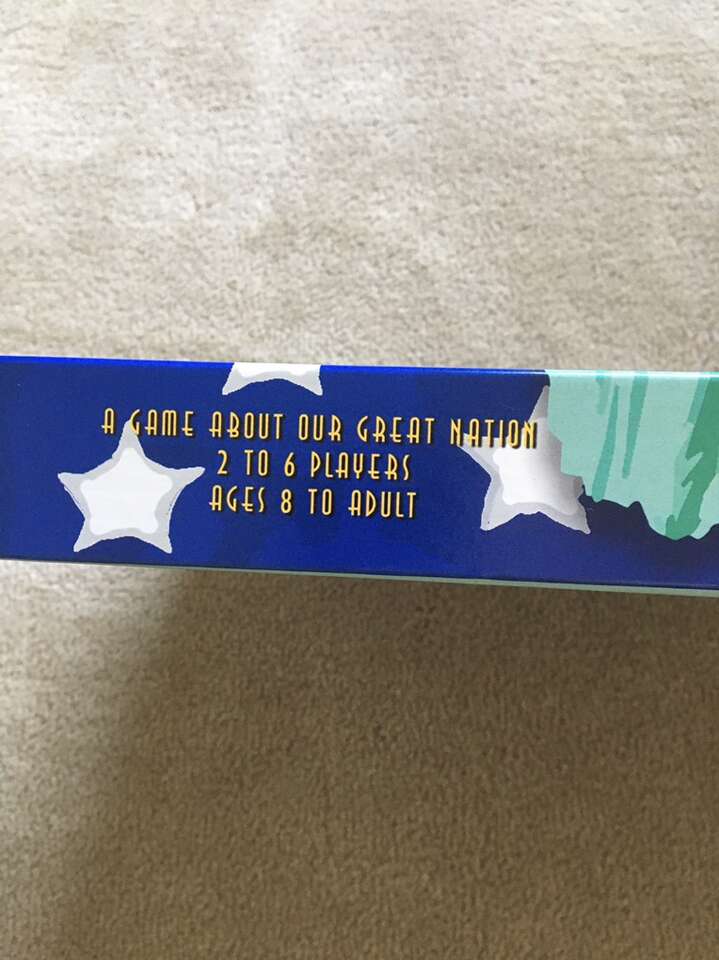 A GAME ABOUT OUR GREAT NATION
2 TO 6 PLAYERS
AGES 8 TO ADULT